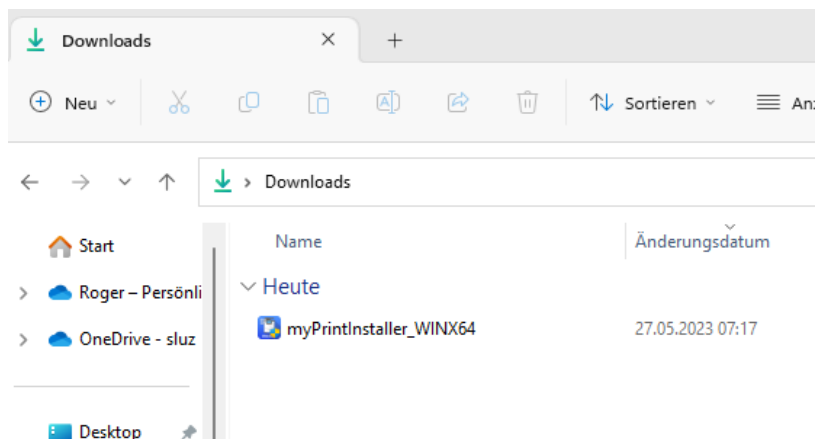 Downloads
Neu
Sortieren
Downloads
Start
Name
Änderungsdatum
Roger – Persönli
Heute
myPrintInstaller_WINX64 27.05.2023 07:17
OneDrive - sluz
Desktop